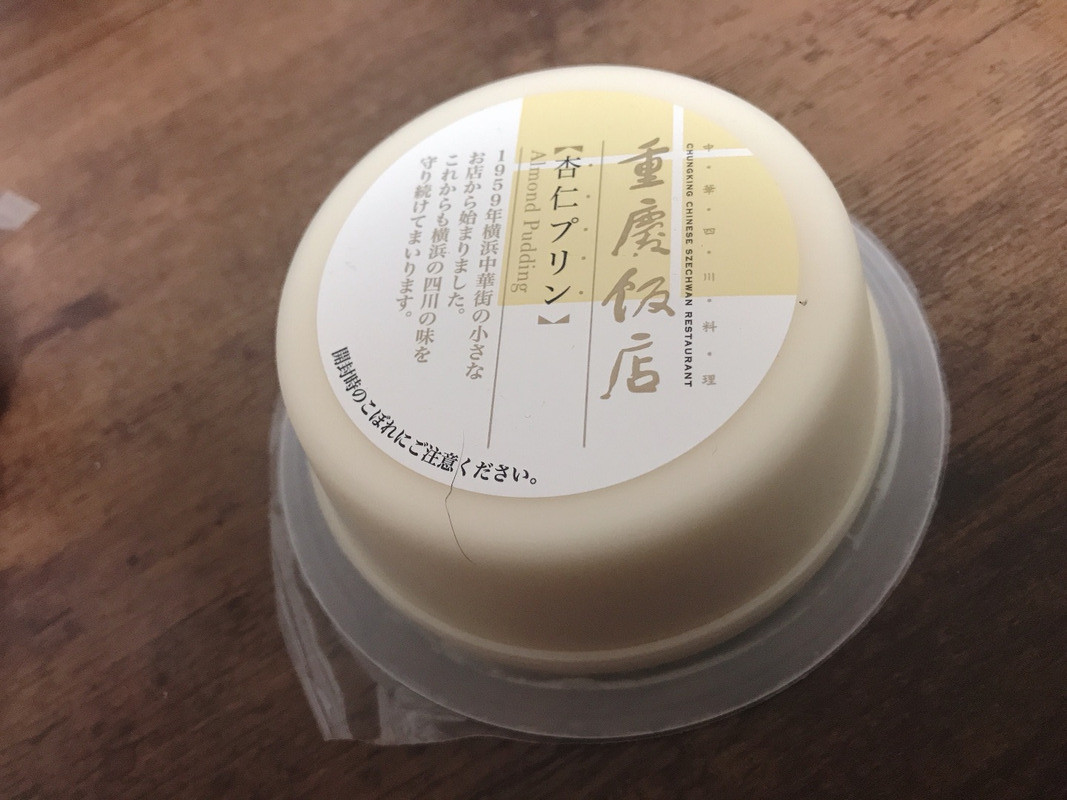 中・華・四・川・料・理
CHUNGKING CHINESE SZECHWAN RESTAURANT
重慶飯店
【杏仁プリン】
Almond Pudding
1959年横浜中華街の小さな
お店から始まりました。
これからも横浜の四川の味を
守り続けてまいります。
開封時のこぼれにご注意ください。